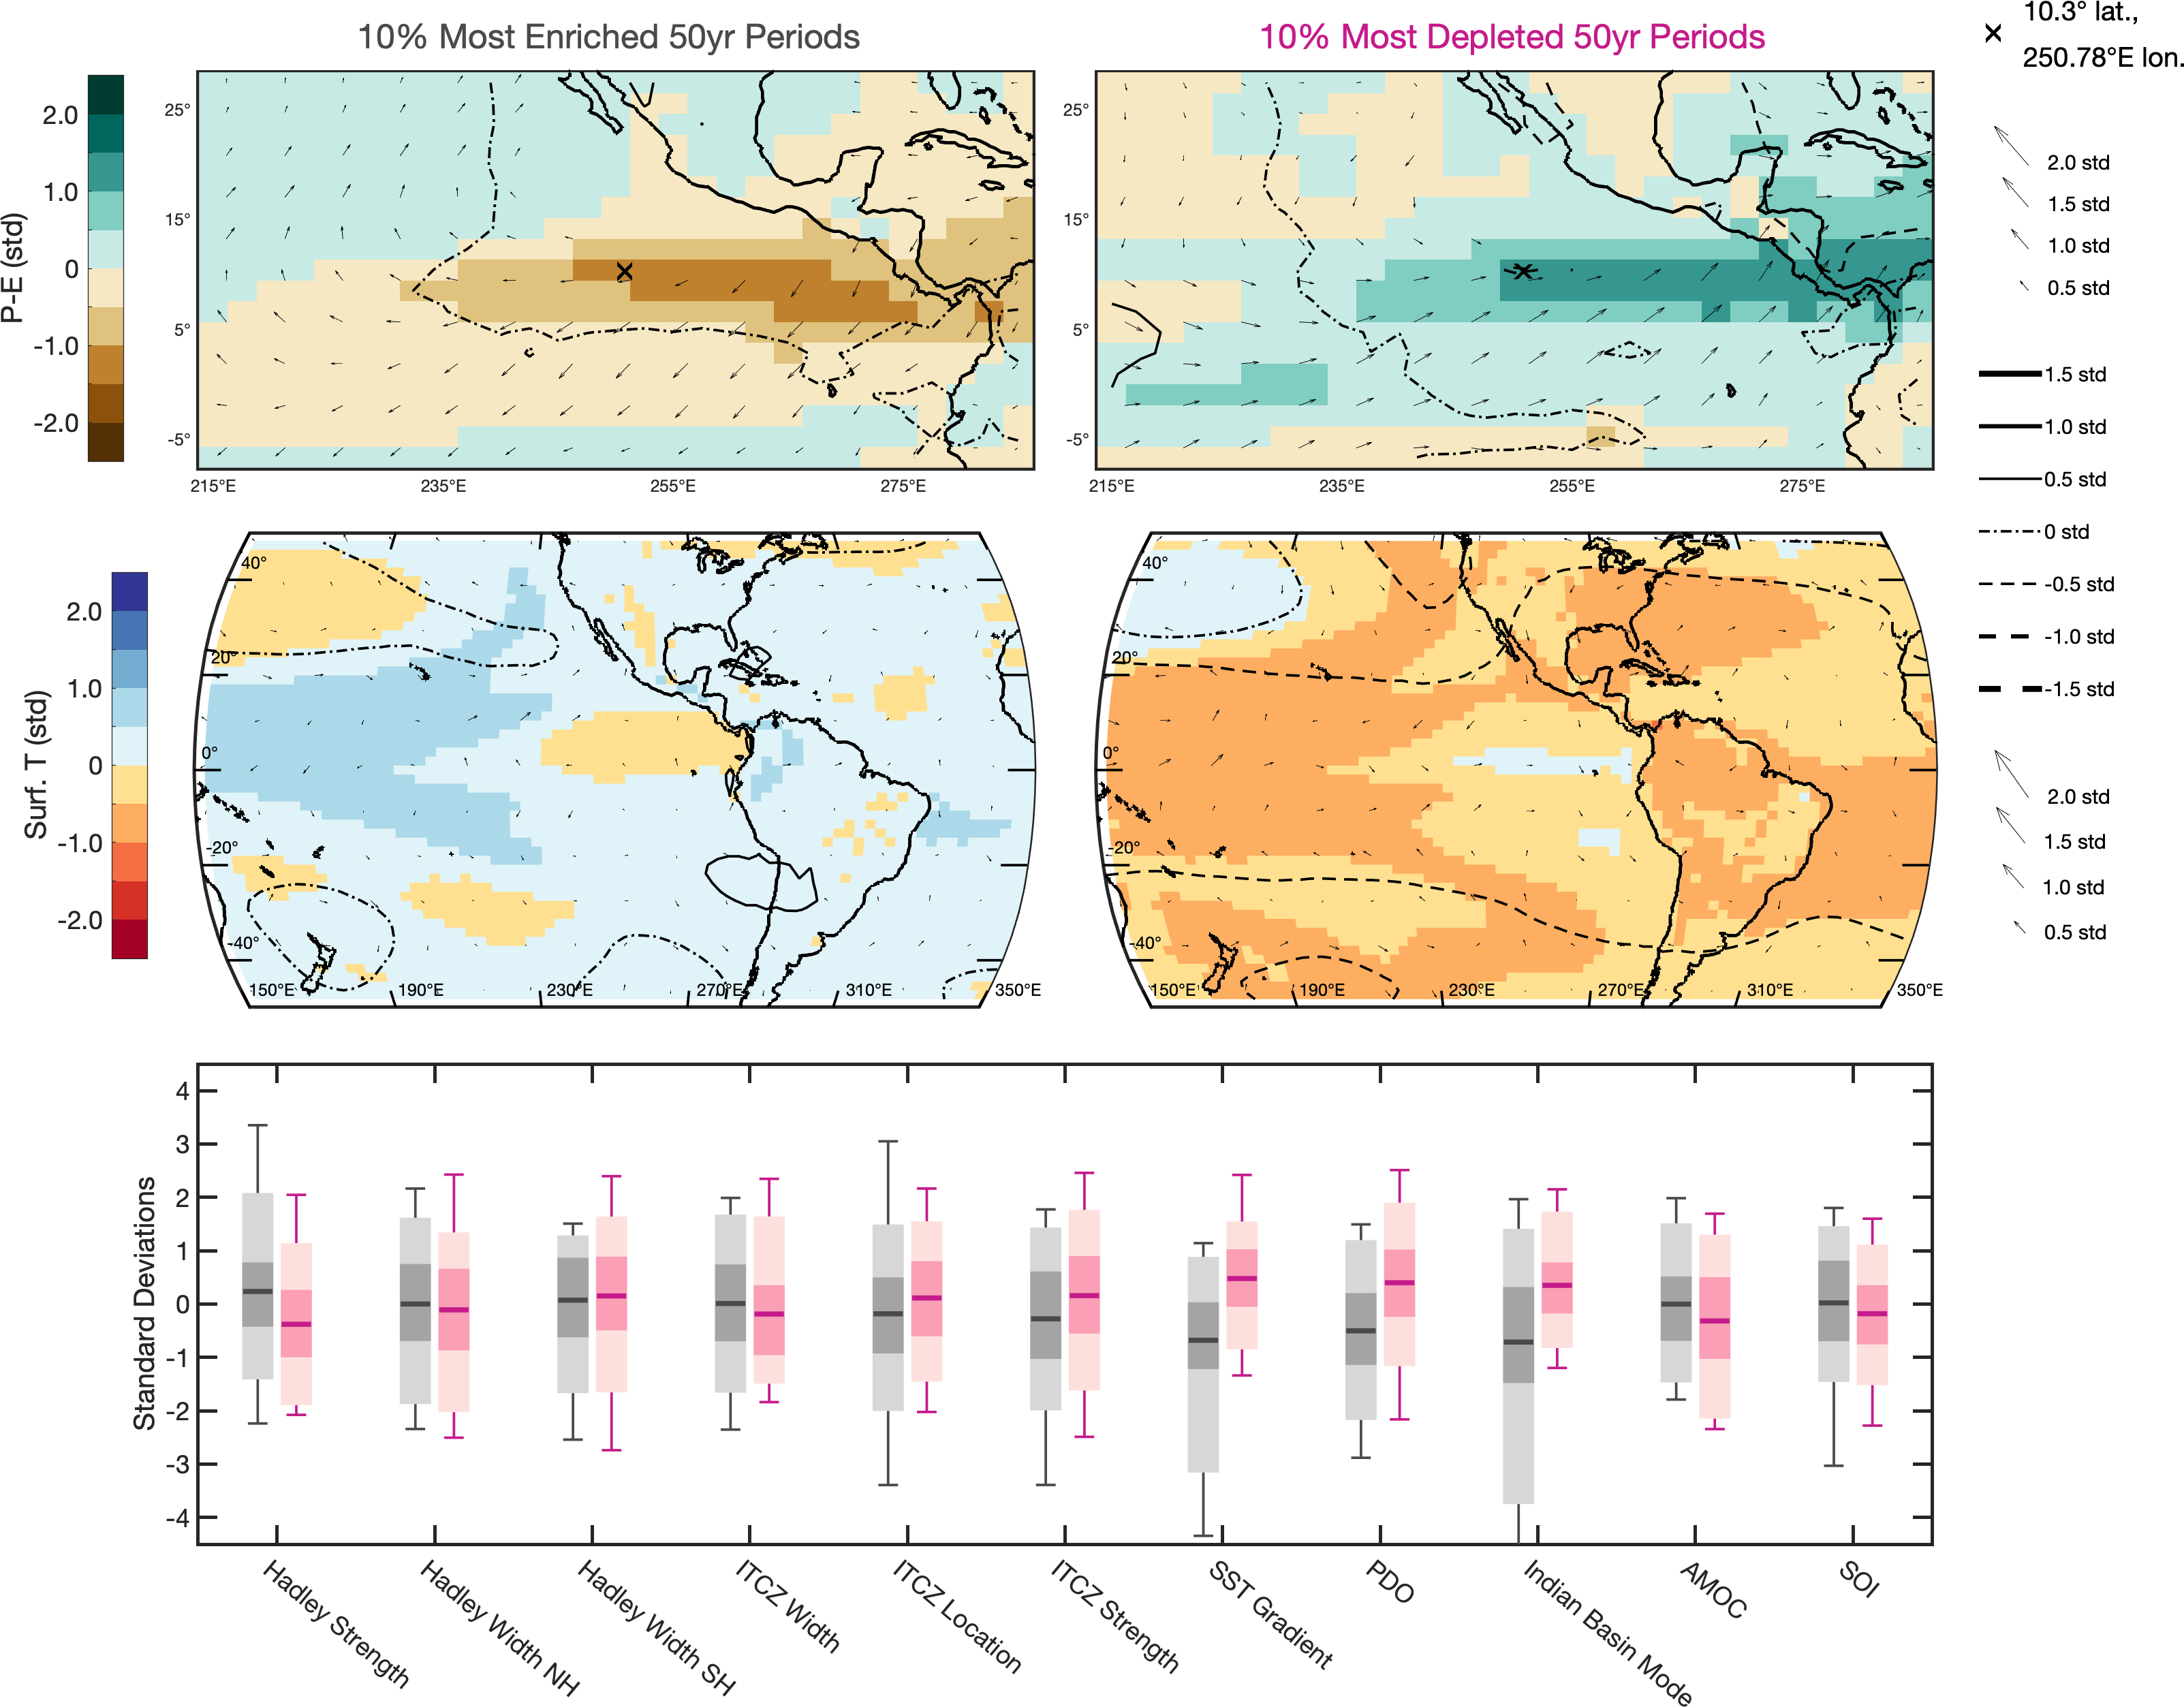 10% Most Enriched 50yr Periods
10% Most Depleted 50yr Periods
10.3° lat.,
250.78°E lon.
P-E (std)
2.0
1.0
0
-1.0
-2.0
25°
15°
5°
-5°
215°E
235°E
255°E
275°E
25°
15°
5°
-5°
215°E
235°E
255°E
275°E
2.0 std
1.5 std
1.0 std
0.5 std
1.5 std
1.0 std
0.5 std
0 std
-0.5 std
-1.0 std
-1.5 std
Surf. T (std)
2.0
1.0
0
-1.0
-2.0
40°
20°
0°
-20°
-40°
150°E
190°E
230°E
270°E
310°E
350°E
40°
20°
0°
-20°
-40°
150°E
190°E
230°E
270°E
310°E
350°E
2.0 std
1.5 std
1.0 std
0.5 std
Standard Deviations
4
3
2
1
0
-1
-2
-3
-4
Hadley Strength
Hadley Width NH
Hadley Width SH
ITCZ Width
ITCZ Location
ITCZ Strength
SST Gradient
PDO
Indian Basin Mode
AMOC
SOI